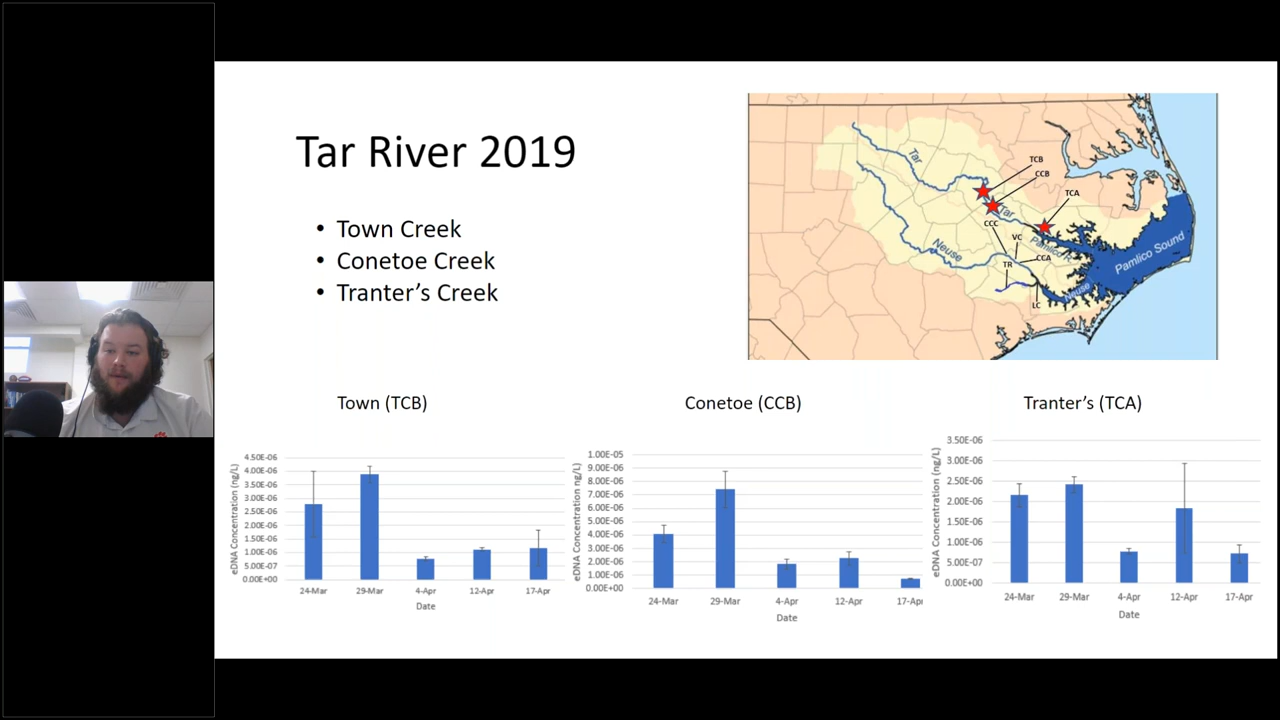 Tar River 2019
• Town Creek
• Conetoe Creek
• Tranter's Creek
Tar
TCB
CCB
TCA
Tar
CCC
VC
Pamlico R.
Neuse
TR
CCA
Pamlico Sound
Neuse
LC
Town (TCB)
Conetoe (CCB)
Tranter's (TCA)
eDNA Concentration (ng/L)
4.50E-06
4.00E-06
3.50E-06
3.00E-06
2.50E-06
2.00E-06
1.50E-06
1.00E-06
5.00E-07
0.00E+00
24-Mar 29-Mar 4-Apr 12-Apr 17-Apr
Date
eDNA Concentration ng/L)
1.00E-05
9.00E-06
8.00E-06
7.00E-06
6.00E-06
5.00E-06
4.00E-06
3.00E-06
2.00E-06
1.00E-06
0.00E+00
24-Mar 29-Mar 4-Apr 12-Apr 17-Apr
Date
eDNA Concentration (ng/L)
3.50E-06
3.00E-06
2.50E-06
2.00E-06
1.50E-06
1.00E-06
5.00E-07
0.00E+00
24-Mar 29-Mar 4-Apr 12-Apr 17-Apr
Date